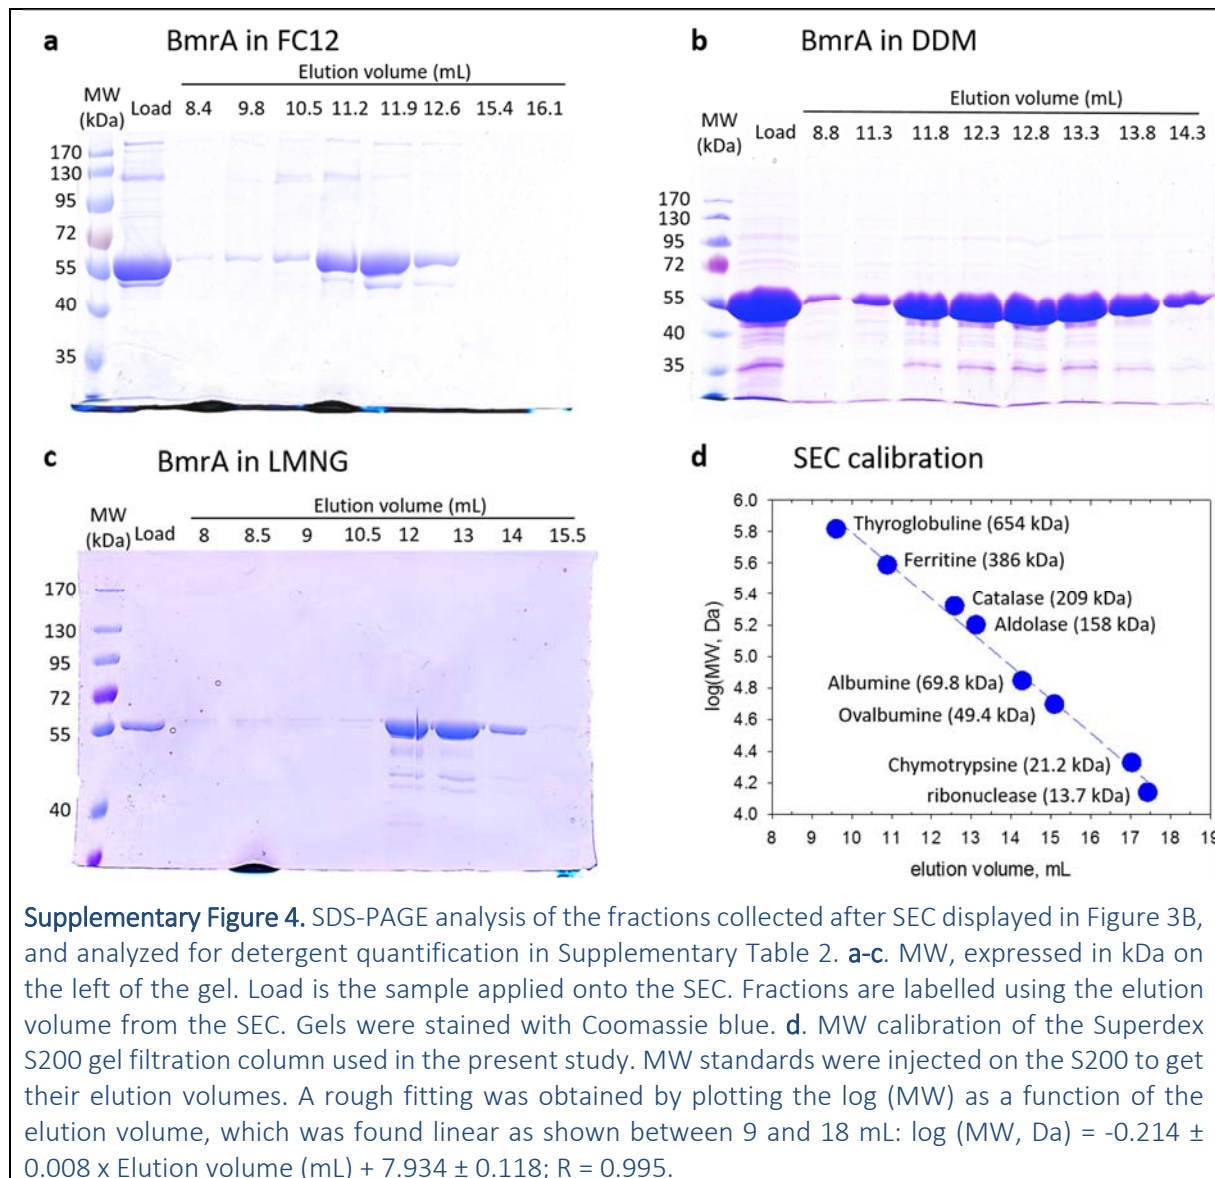 a BmrA in FC12
Elution volume (mL)
MW
(kDa)
Load 8.4 9.8 10.5 11.2 11.9 12.6 15.4 16.1
170
130
95
72
55
40
35
b BmrA in DDM
Elution volume (mL)
MW
(kDa)
Load 8.8 11.3 11.8 12.3 12.8 13.3 13.8 14.3
170
130
95
72
55
40
35
c BmrA in LMNG
Elution volume (mL)
MW
(kDa)
Load 8 8.5 9 10.5 12 13 14 15.5
170
130
95
72
55
40
d SEC calibration
log(MW, Da)
6.0
5.8
5.6
5.4
5.2
5.0
4.8
4.6
4.4
4.2
4.0
Thyroglobuline (654 kDa)
Ferritine (386 kDa)
Catalase (209 kDa)
Aldolase (158 kDa)
Albumine (69.8 kDa)
Ovalbumine (49.4 kDa)
Chymotrypsine (21.2 kDa)
ribonuclease (13.7 kDa)
8 9 10 11 12 13 14 15 16 17 18 19
elution volume, mL
Supplementary Figure 4. SDS-PAGE analysis of the fractions collected after SEC displayed in Figure 3B,
and analyzed for detergent quantification in Supplementary Table 2. a-c. MW, expressed in kDa on
the left of the gel. Load is the sample applied onto the SEC. Fractions are labelled using the elution
volume from the SEC. Gels were stained with Coomassie blue. d. MW calibration of the Superdex
S200 gel filtration column used in the present study. MW standards were injected on the S200 to get
their elution volumes. A rough fitting was obtained by plotting the log (MW) as a function of the
elution volume, which was found linear as shown between 9 and 18 mL: log (MW, Da) = -0.214 ±
0.008 x Elution volume (mL) + 7.934 ± 0.118; R = 0.995.